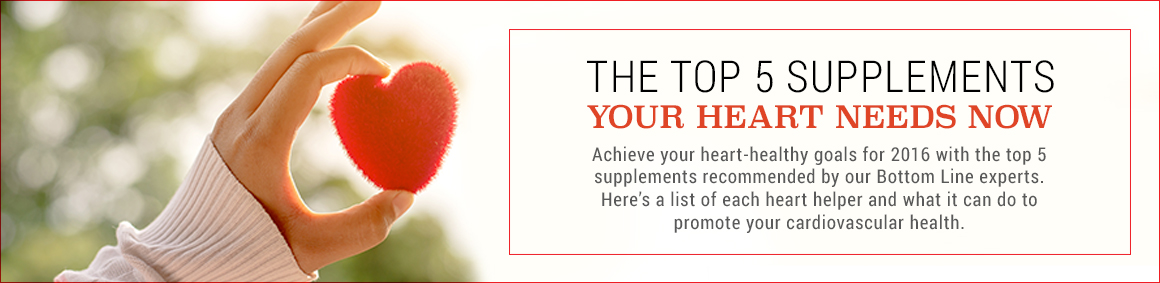 THE TOP 5 SUPPLEMENTS
YOUR HEART NEEDS NOW
Achieve your heart-healthy goals for 2016 with the top 5
supplements recommended by our Bottom Line experts.
Here’s a list of each heart helper and what it can do to
promote your cardiovascular health.